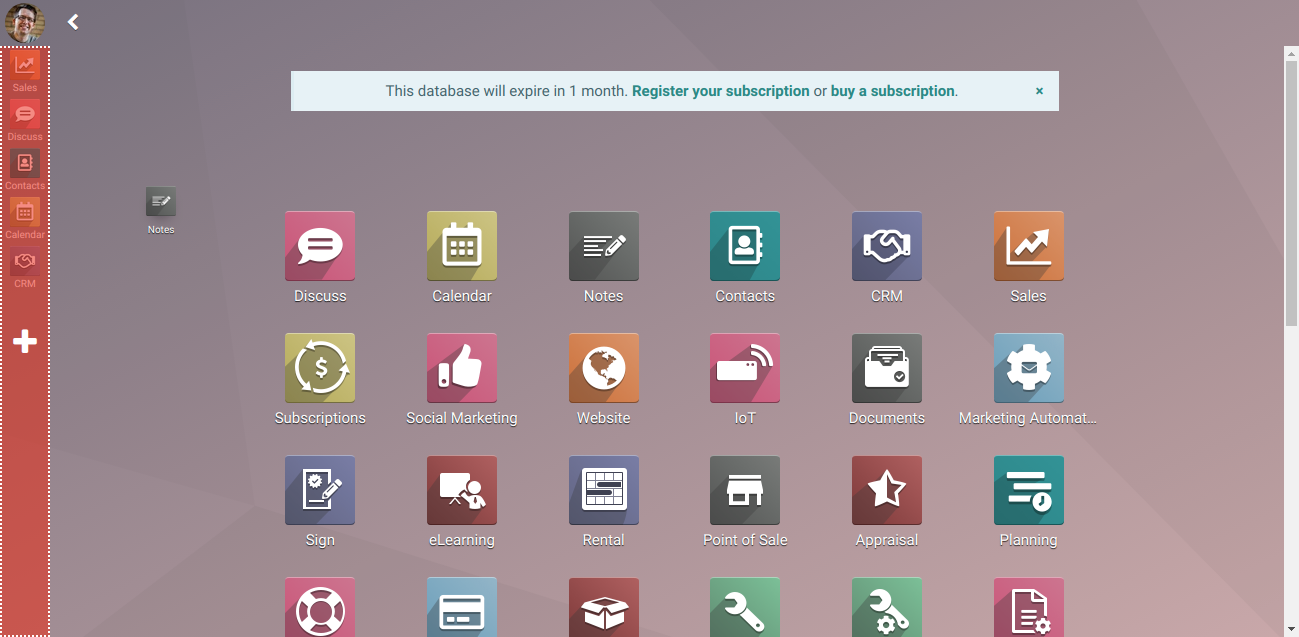 This database will expire in 1 month. Register your subscription or buy a subscription. ×
Sales
Discuss
Contacts
Calendar
CRM
Notes
Discuss
Calendar
Notes
Contacts
CRM
Sales
Subscriptions
Social Marketing
Website
IoT
Documents
Marketing Automat...
Sign
eLearning
Rental
Point of Sale
Appraisal
Planning